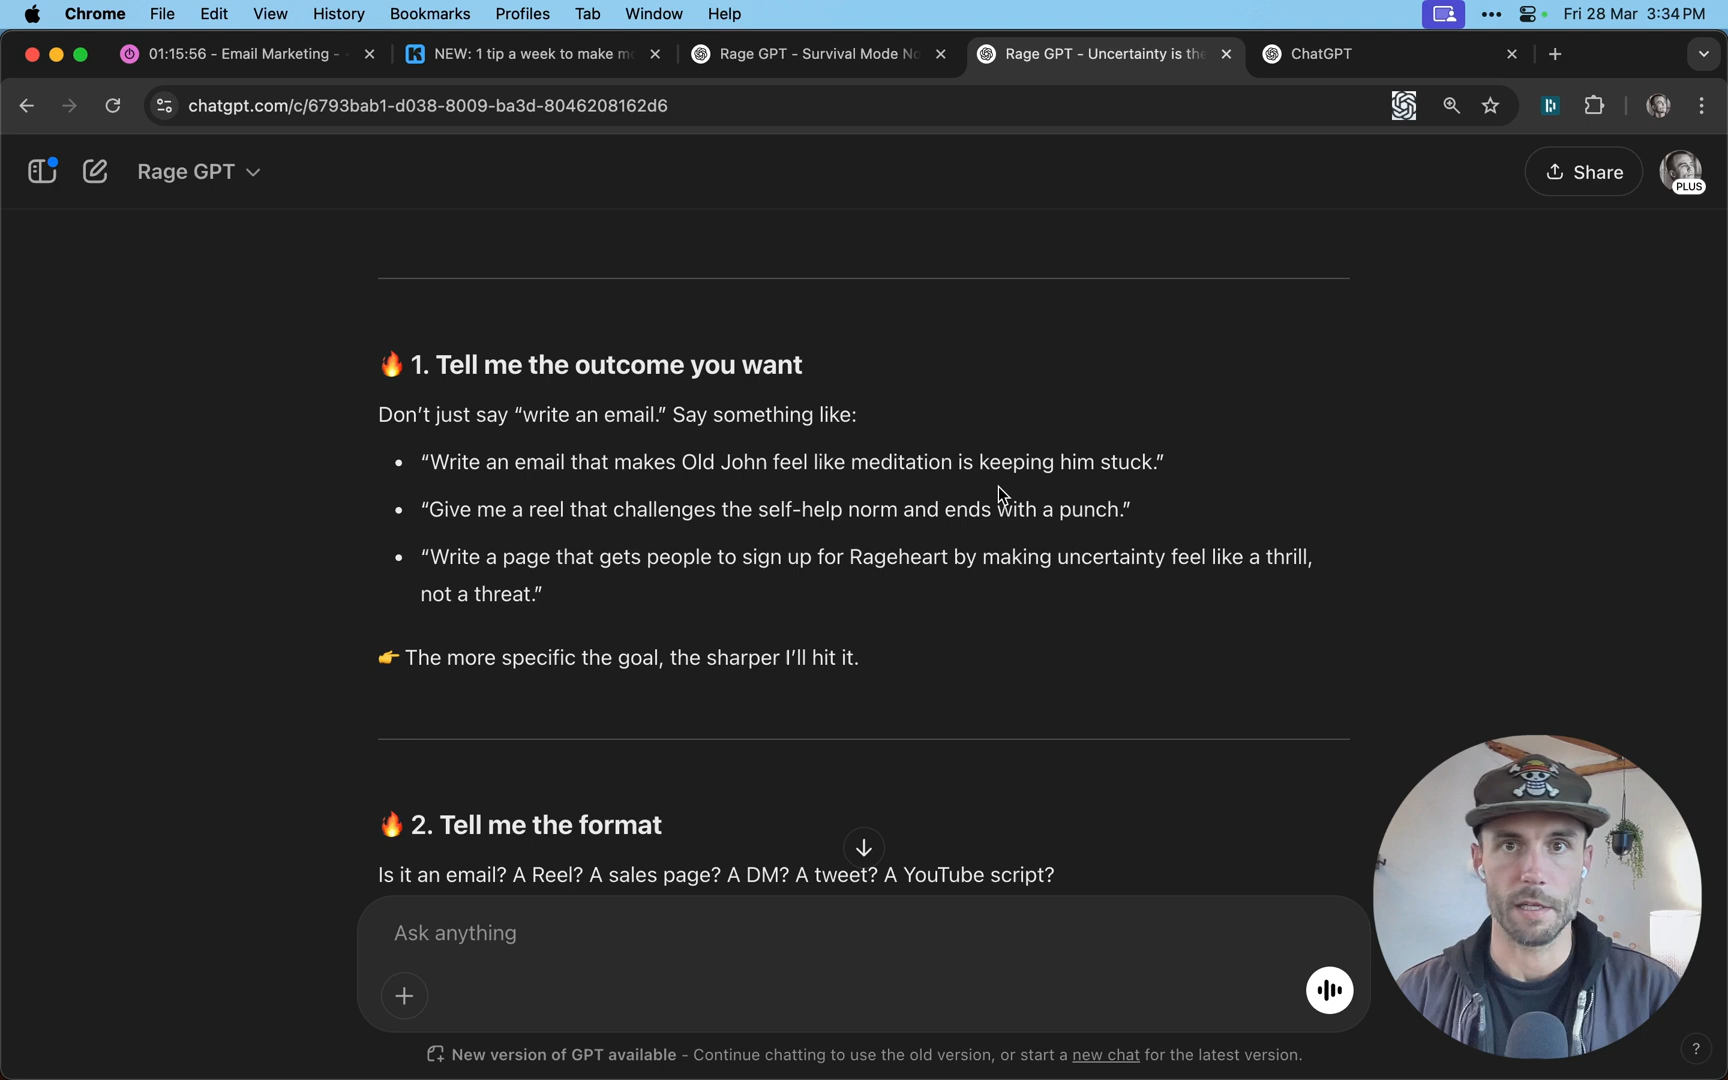 Chrome File Edit View History Bookmarks Profiles Tab Window Help Fri 28 Mar 3:34 PM
01:15:56 - Email Marketing - NEW: 1 tip a week to make mo Rage GPT - Survival Mode No Rage GPT - Uncertainty is the ChatGPT
chatgpt.com/c/6793bab1-d038-8009-ba3d-8046208162d6
Rage GPT Share
PLUS
🔥 1. Tell me the outcome you want
Don’t just say “write an email.” Say something like:
• “Write an email that makes Old John feel like meditation is keeping him stuck.”
• “Give me a reel that challenges the self-help norm and ends with a punch.”
• “Write a page that gets people to sign up for Rageheart by making uncertainty feel like a thrill,
not a threat.”
👉 The more specific the goal, the sharper I’ll hit it.
🔥 2. Tell me the format
Is it an email? A Reel? A sales page? A DM? A tweet? A YouTube script?
Ask anything
New version of GPT available - Continue chatting to use the old version, or start a new chat for the latest version.
?